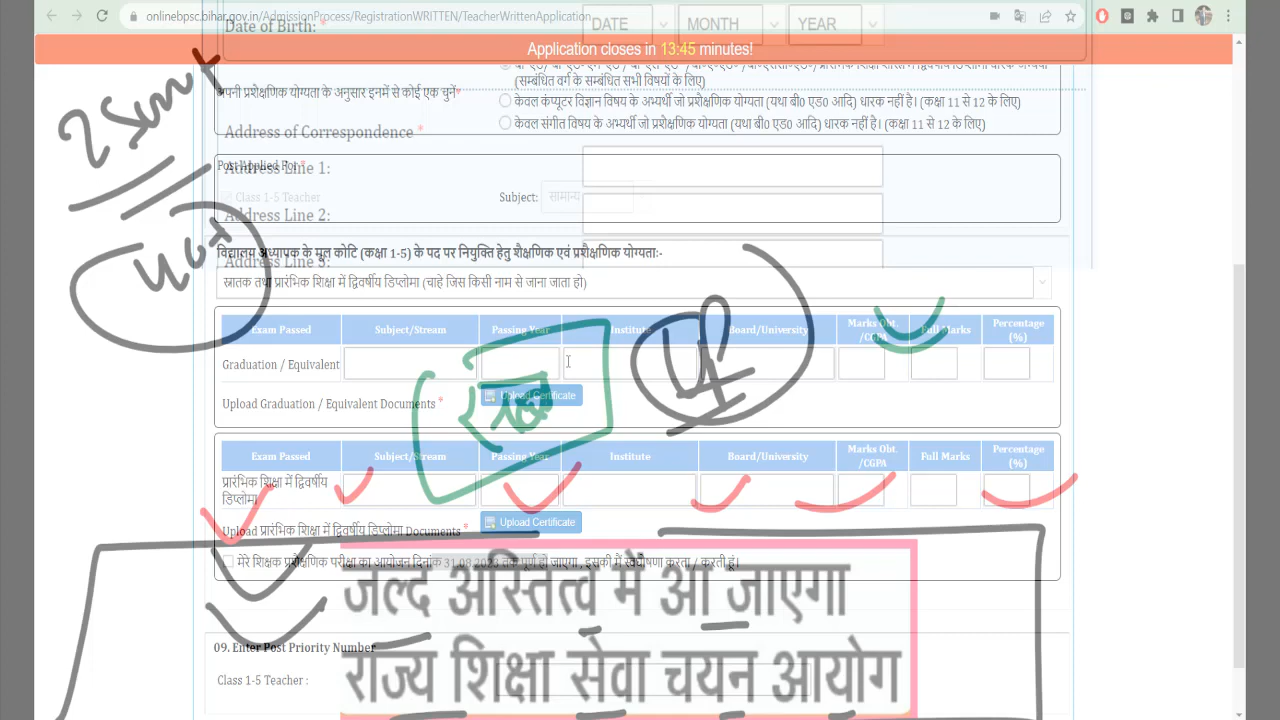 onlinebpsc.bihar.gov.in/AdmissionProcess/RegistrationWRITTEN/TeacherWrittenApplication
Date of Birth:
DATE MONTH YEAR
Application closes in 13:45 minutes!
(सम्बंधित वर्ग के सम्बंधित सभी विषयों के लिए)
अपनी प्रशैक्षणिक योग्यता के अनुसार इनमें से कोई एक चुनें*
केवल कंप्यूटर विज्ञान विषय के अभ्यर्थी जो प्रशैक्षणिक योग्यता (यथा बी0 एड0 आदि) धारक नहीं है। (कक्षा 11 से 12 के लिए)
केवल संगीत विषय के अभ्यर्थी जो प्रशैक्षणिक योग्यता (यथा बी0 एड0 आदि) धारक नहीं है। (कक्षा 11 से 12 के लिए)
Address of Correspondence *
Post Applied For *
Address Line 1:
Class 1-5 Teacher Subject: सामान्य
Address Line 2:
विद्यालय अध्यापक के मूल कोटि (कक्षा 1-5) के पद पर नियुक्ति हेतु शैक्षणिक एवं प्रशैक्षणिक योग्यताः-
Address Line 3:
स्नातक तथा प्रारंभिक शिक्षा में द्विवर्षीय डिप्लोमा (चाहे जिस किसी नाम से जाना जाता हो)
Exam Passed Subject/Stream Passing Year Institute Board/University Marks Obt. /CGPA Full Marks Percentage (%)
Graduation / Equivalent
Upload Graduation / Equivalent Documents * Upload Certificate
UP
Exam Passed Subject/Stream Passing Year Institute Board/University Marks Obt. /CGPA Full Marks Percentage (%)
प्रारंभिक शिक्षा में द्विवर्षीय
डिप्लोमा
Upload प्रारंभिक शिक्षा में द्विवर्षीय डिप्लोमा Documents * Upload Certificate
मेरे शिक्षक प्रशैक्षणिक परीक्षा का आयोजन दिनांक 31.08.2023 तक पूर्ण हो जाएगा , इसकी मैं स्वघोषणा करता / करती हूं।
जल्द अस्तित्व में आ जाएगा
09. Enter Post Priority Number
राज्य शिक्षा सेवा चयन आयोग
Class 1-5 Teacher :